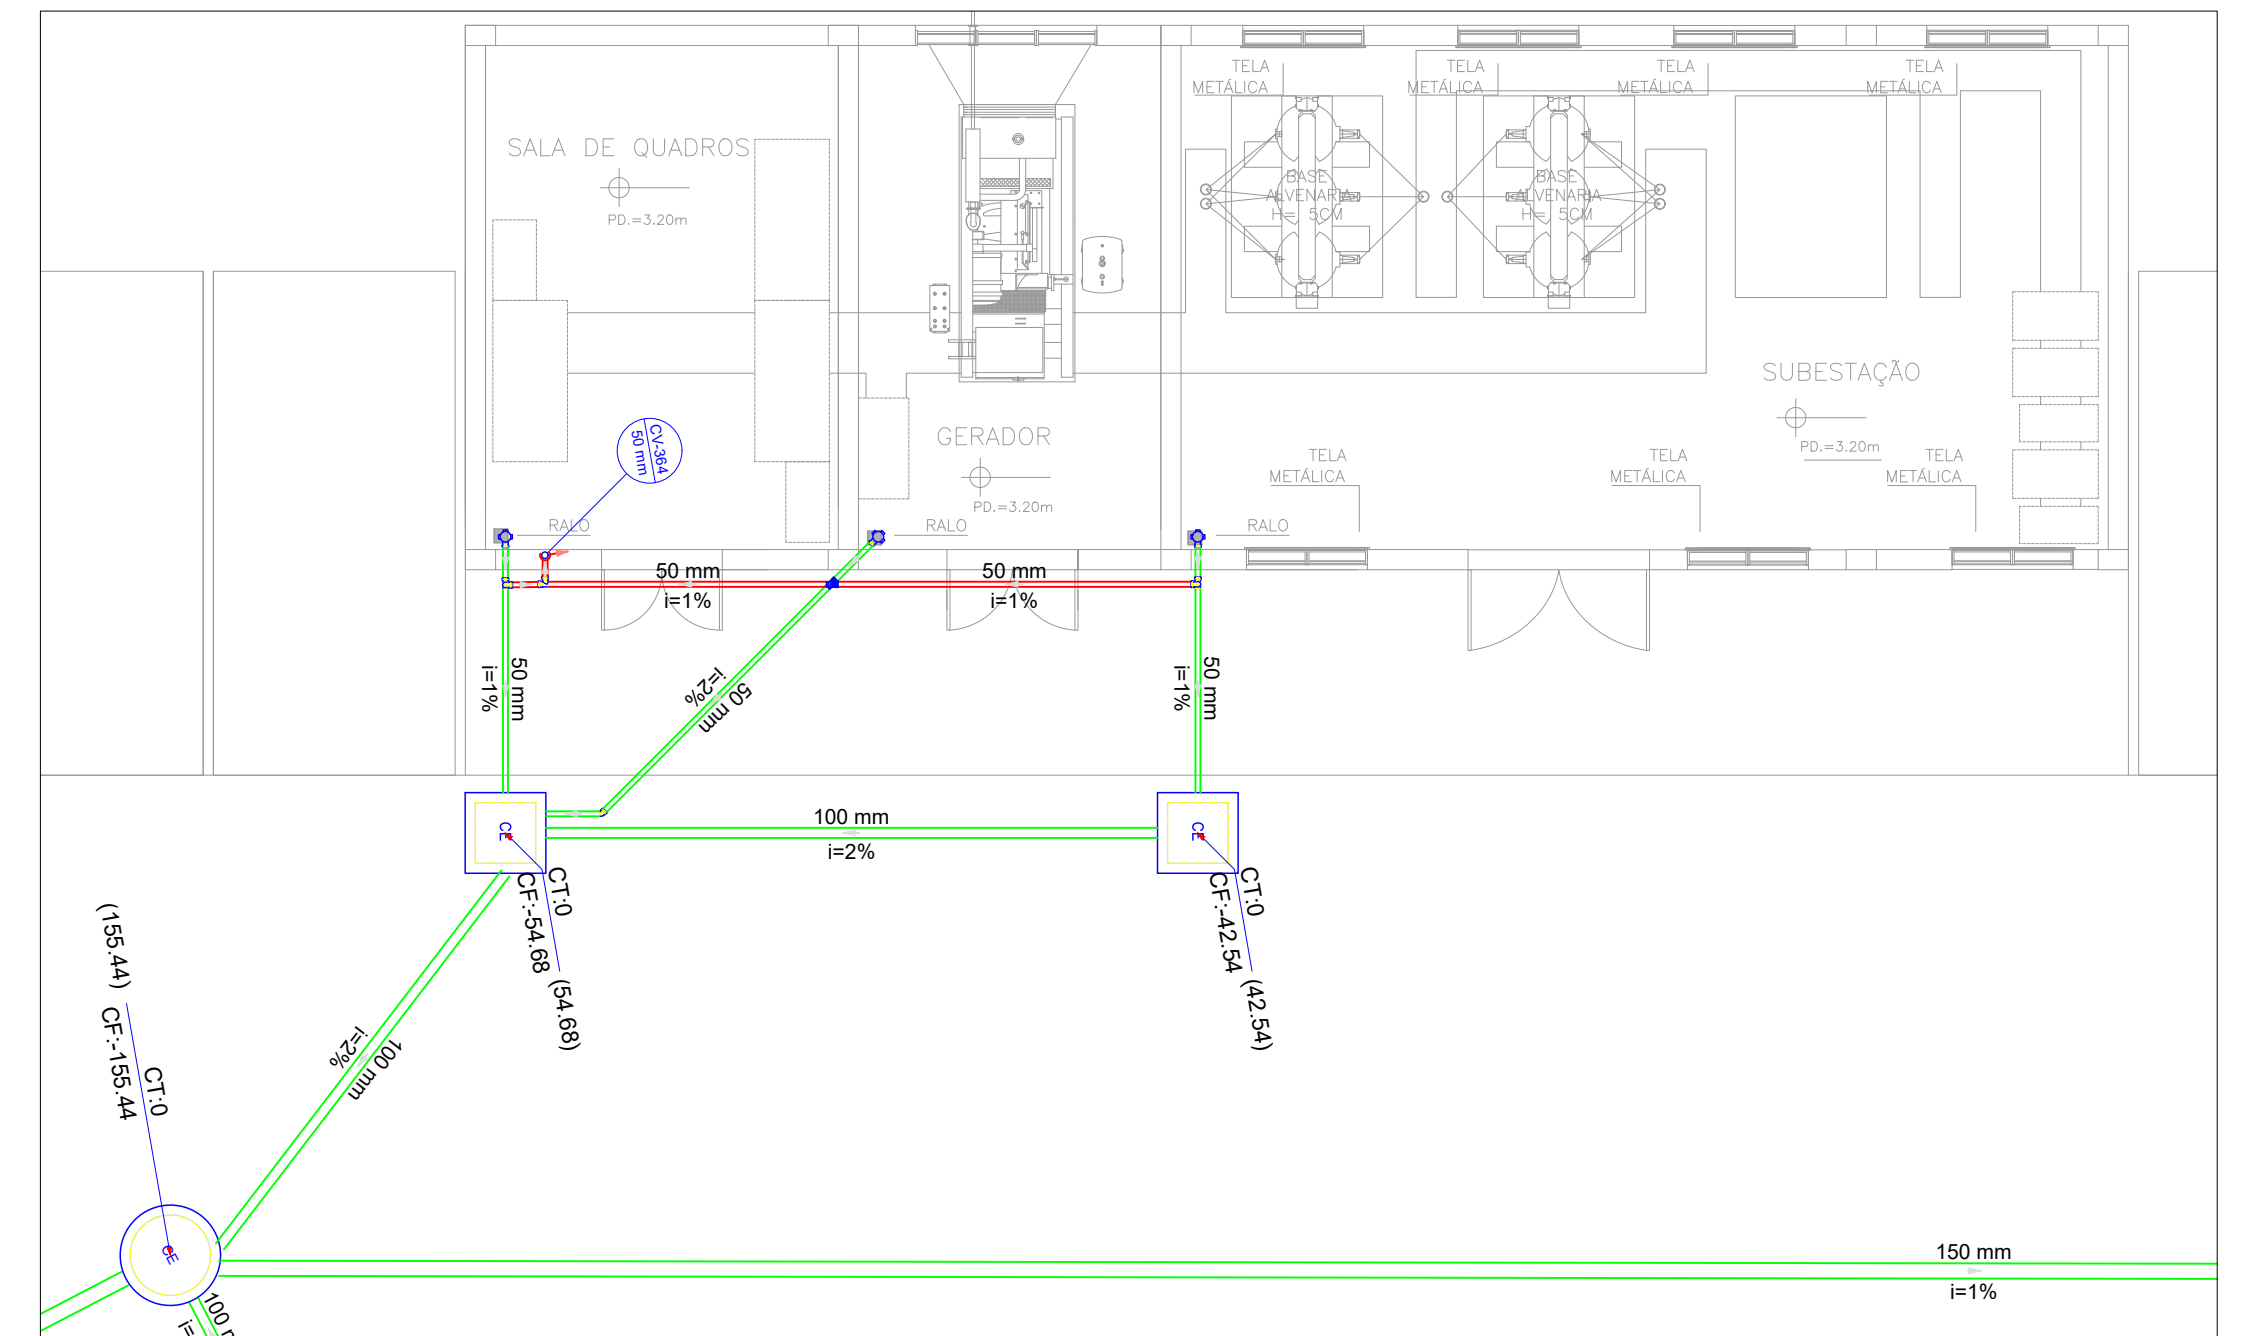 TELA
METÁLICA
TELA
METÁLICA
TELA
METÁLICA
TELA
METÁLICA
SALA DE QUADROS
PD.=3.20m
BASE
ALVENARIA
H= 5CM
BASE
ALVENARIA
H= 5CM
SUBESTAÇÃO
PD.=3.20m
GERADOR
PD.=3.20m
CV-364
50 mm
TELA
METÁLICA
TELA
METÁLICA
TELA
METÁLICA
RALO
RALO
RALO
50 mm
i=1%
50 mm
i=1%
50 mm
i=1%
i=2%
50 mm
50 mm
i=1%
100 mm
i=2%
CE
CE
CT:0
CF:-54.68
(54.68)
CT:0
CF:-42.54
(42.54)
i=2%
100 mm
(155.44)
CT:0
CF:-155.44
CE
150 mm
i=1%
100
i=